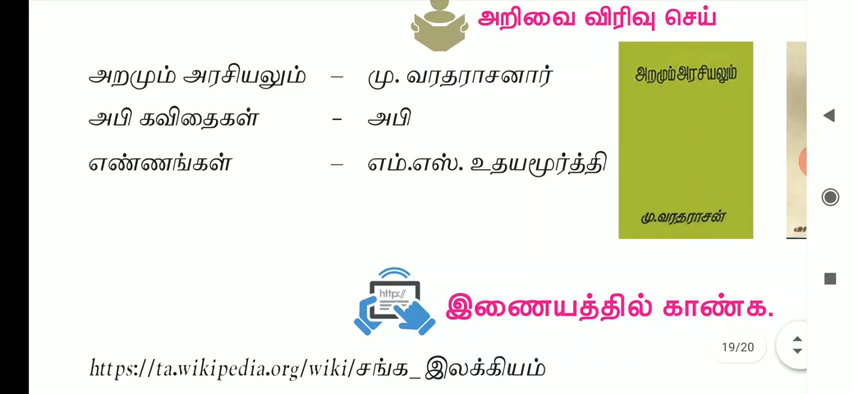 அறிவை விரிவு செய்
அறமும் அரசியலும் – மு. வரதராசனார்
அபி கவிதைகள் - அபி
எண்ணங்கள் – எம்.எஸ். உதயமூர்த்தி
அறமும் அரசியலும்
மு.வரதராசன்
http://
இணையத்தில் காண்க.
19/20
https://ta.wikipedia.org/wiki/சங்க_இலக்கியம்